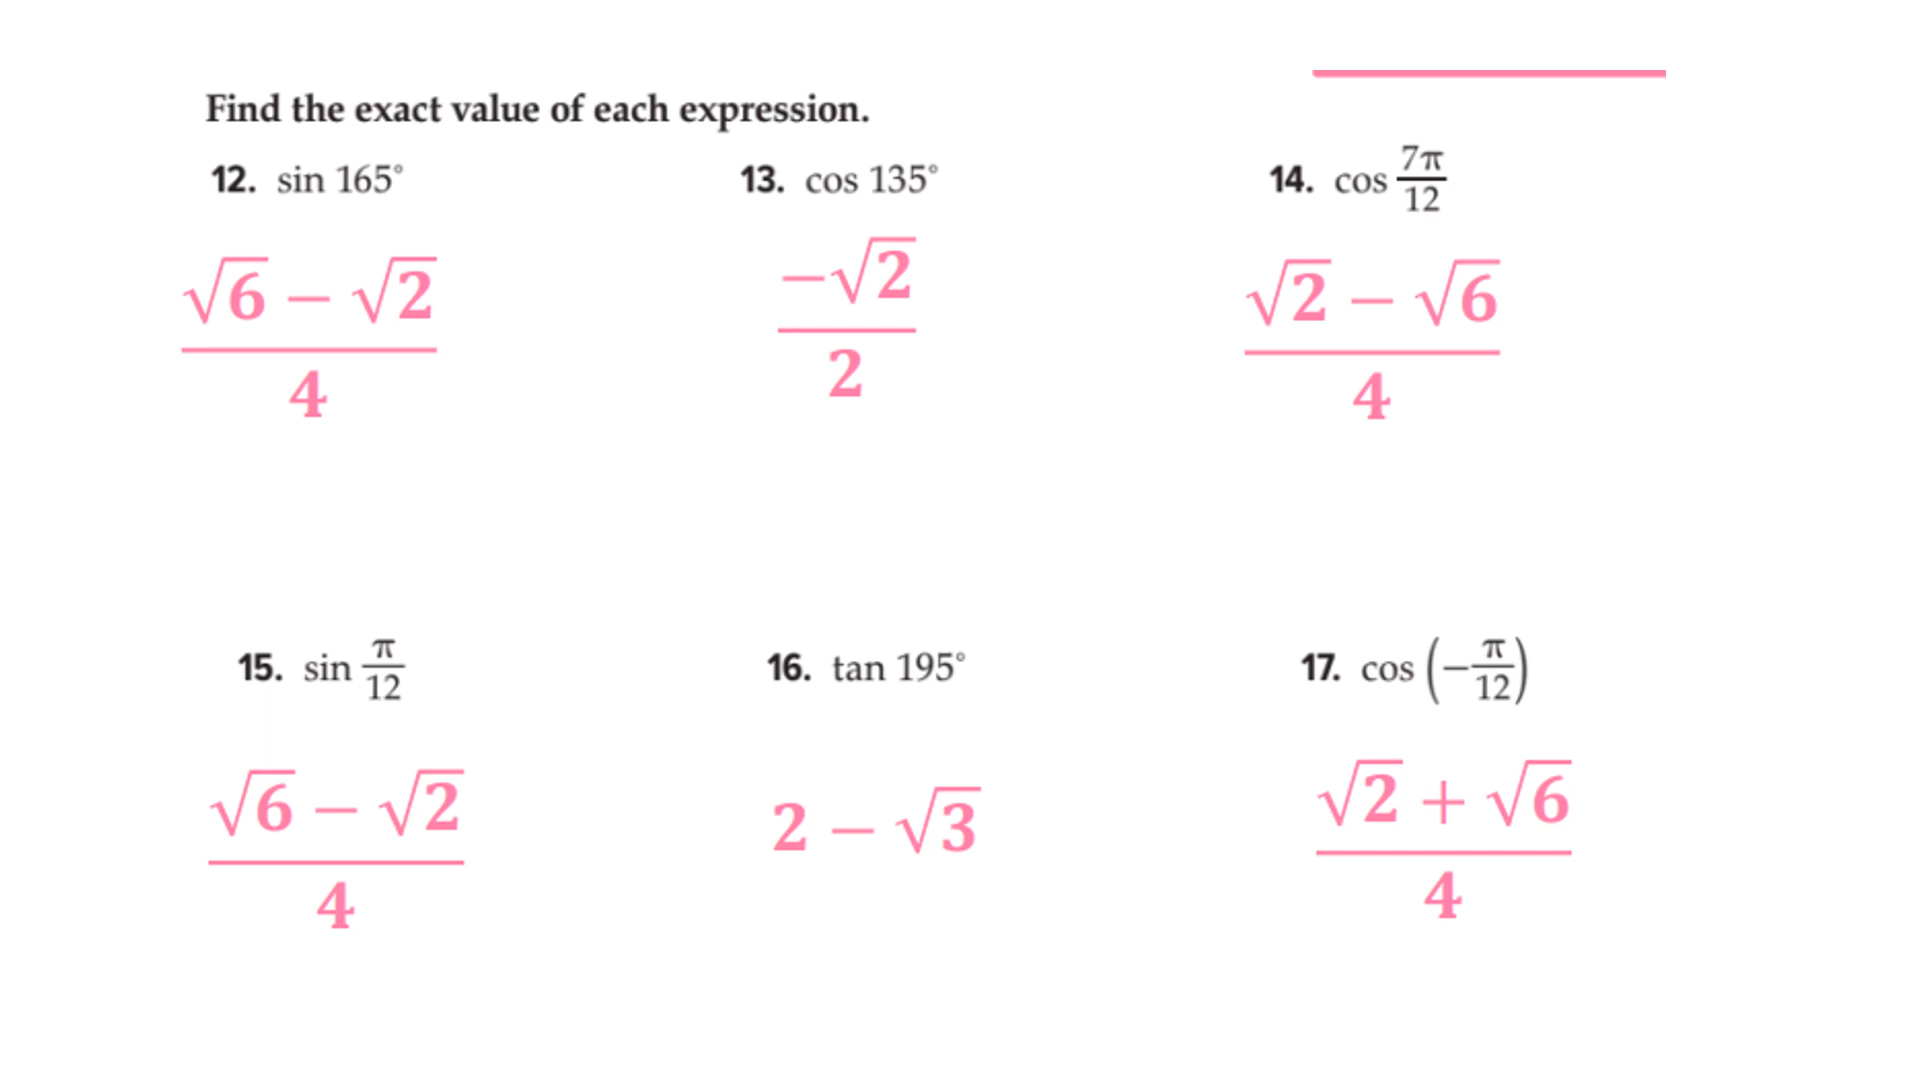 Find the exact value of each expression.
12. sin 165°
13. cos 135°
14. cos 7π/12
√6 − √2
4
−√2
2
√2 − √6
4
15. sin π/12
16. tan 195°
17. cos (−π/12)
√6 − √2
4
2 − √3
√2 + √6
4